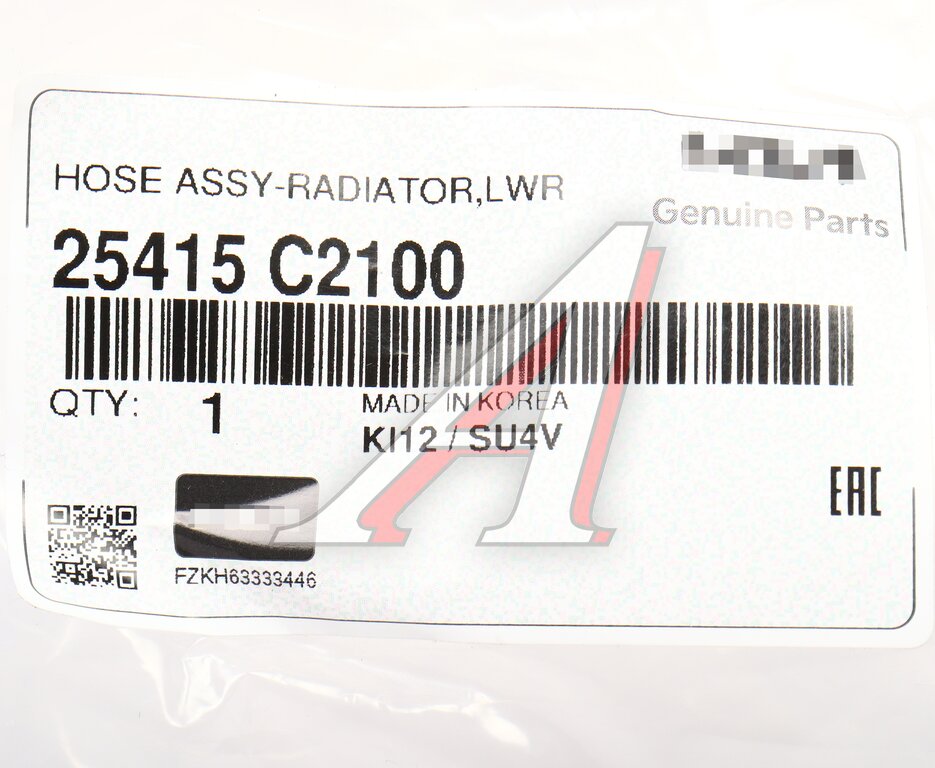 HOSE ASSY-RADIATOR,LWR
Genuine Parts
25415 C2100
QTY: 1
MADE IN KOREA
KI12 / SU4V
EAC
FZKH63333446